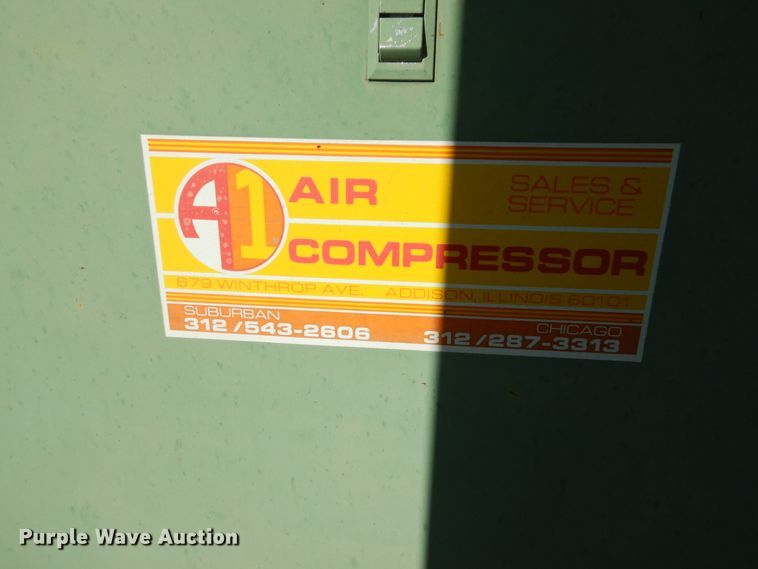 A1 AIR SALES &
SERVICE
COMPRESSOR
679 WINTHROP AVE. ADDISON, ILLINOIS 60101
SUBURBAN CHICAGO
312/543-2606 312/287-3313
Purple Wave Auction®